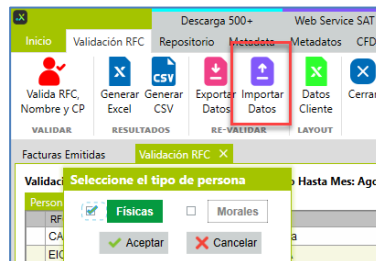 Descarga 500+ Web Service SAT
Inicio Validación RFC Repositorio Metadata Metadatos CFD
Valida RFC, Nombre y CP
Generar Excel
CSV
Generar CSV
Exportar Datos
Importar Datos
Datos Cliente
Cerrar
VALIDAR RESULTADOS RE-VALIDAR LAYOUT
Facturas Emitidas Validación RFC
Seleccione el tipo de persona
Hasta Mes:
Físicas Morales
Aceptar Cancelar